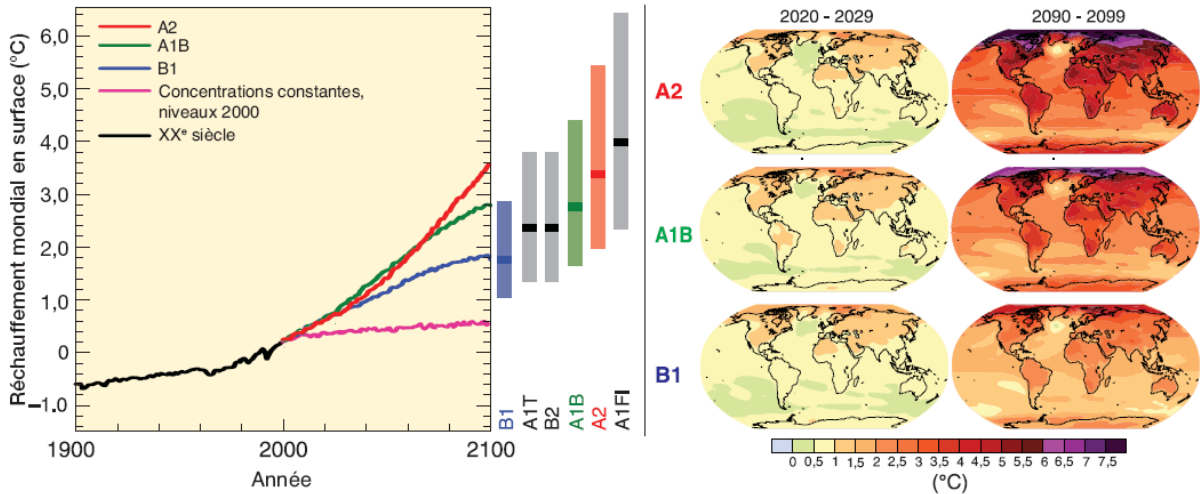 Réchauffement mondial en surface (°C)
6,0
5,0
4,0
3,0
2,0
1,0
0
1.0
A2
A1B
B1
Concentrations constantes,
niveaux 2000
XXe siècle
1900
2000
2100
Année
B1
A1T
B2
A1B
A2
A1FI
2020 - 2029
2090 - 2099
A2
A1B
B1
0 0,5 1 1,5 2 2,5 3 3,5 4 4,5 5 5,5 6 6,5 7 7,5
(°C)